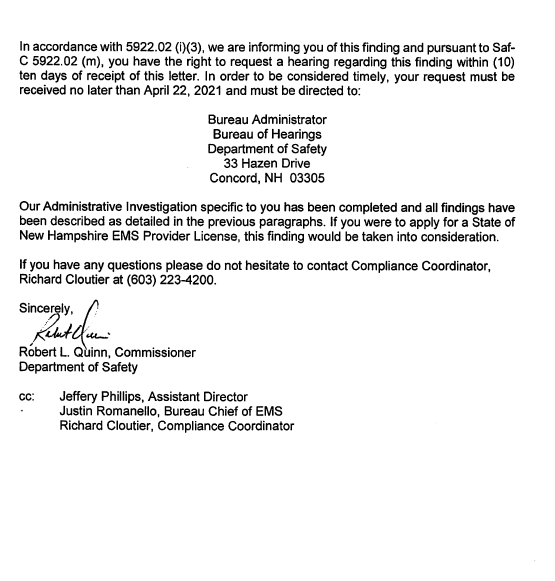 In accordance with 5922.02 (i)(3), we are informing you of this finding and pursuant to Saf-
C 5922.02 (m), you have the right to request a hearing regarding this finding within (10)
ten days of receipt of this letter. In order to be considered timely, your request must be
received no later than April 22, 2021 and must be directed to:
Bureau Administrator
Bureau of Hearings
Department of Safety
33 Hazen Drive
Concord, NH 03305
Our Administrative Investigation specific to you has been completed and all findings have
been described as detailed in the previous paragraphs. If you were to apply for a State of
New Hampshire EMS Provider License, this finding would be taken into consideration.
If you have any questions please do not hesitate to contact Compliance Coordinator,
Richard Cloutier at (603) 223-4200.
Sincerely,
Robert L. Quinn, Commissioner
Department of Safety
cc: Jeffery Phillips, Assistant Director
Justin Romanello, Bureau Chief of EMS
Richard Cloutier, Compliance Coordinator